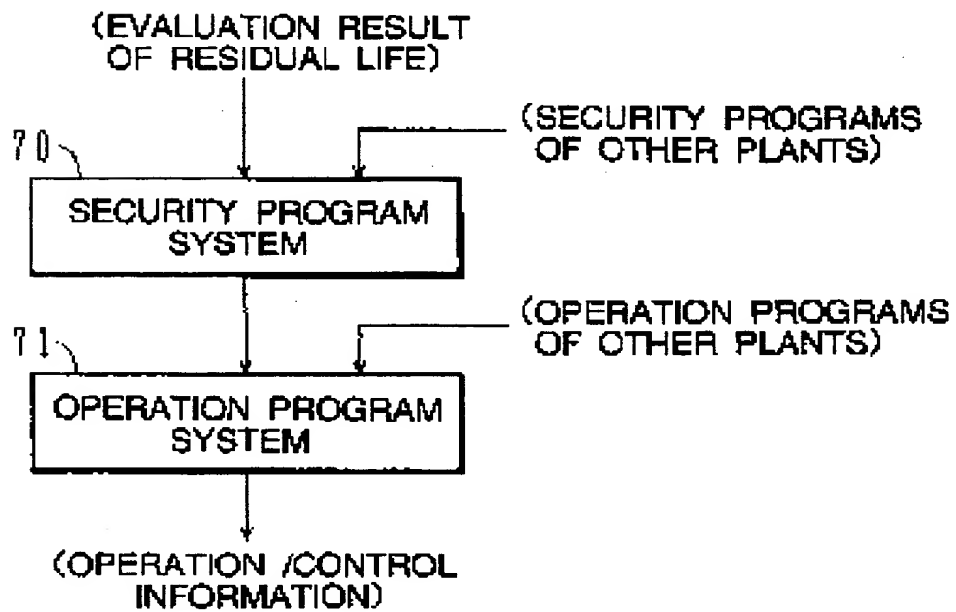 (EVALUATION RESULT
OF RESIDUAL LIFE)
(SECURITY PROGRAMS
OF OTHER PLANTS)
70
SECURITY PROGRAM
SYSTEM
(OPERATION PROGRAMS
OF OTHER PLANTS)
71
OPERATION PROGRAM
SYSTEM
(OPERATION /CONTROL
INFORMATION)